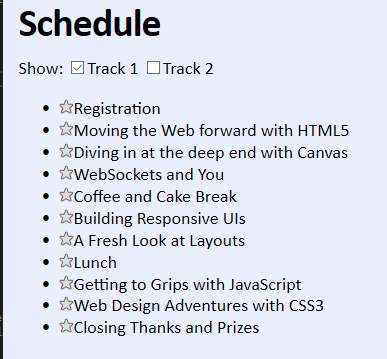 Schedule
Show: Track 1 Track 2
Registration
Moving the Web forward with HTML5
Diving in at the deep end with Canvas
WebSockets and You
Coffee and Cake Break
Building Responsive UIs
A Fresh Look at Layouts
Lunch
Getting to Grips with JavaScript
Web Design Adventures with CSS3
Closing Thanks and Prizes